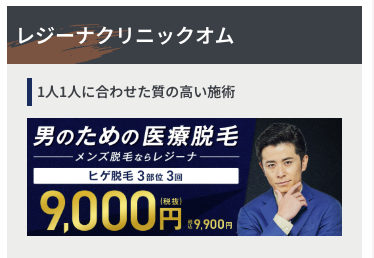 レジーナクリニックオム
1人1人に合わせた質の高い施術
男のための医療脱毛
メンズ脱毛ならレジーナ
ヒゲ脱毛 3部位 3回
9,000円(税抜)
税込9,900円